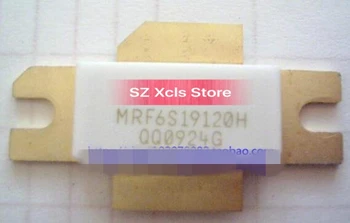 SZ Xcls Store
MRF6S19120H
QQ0924G